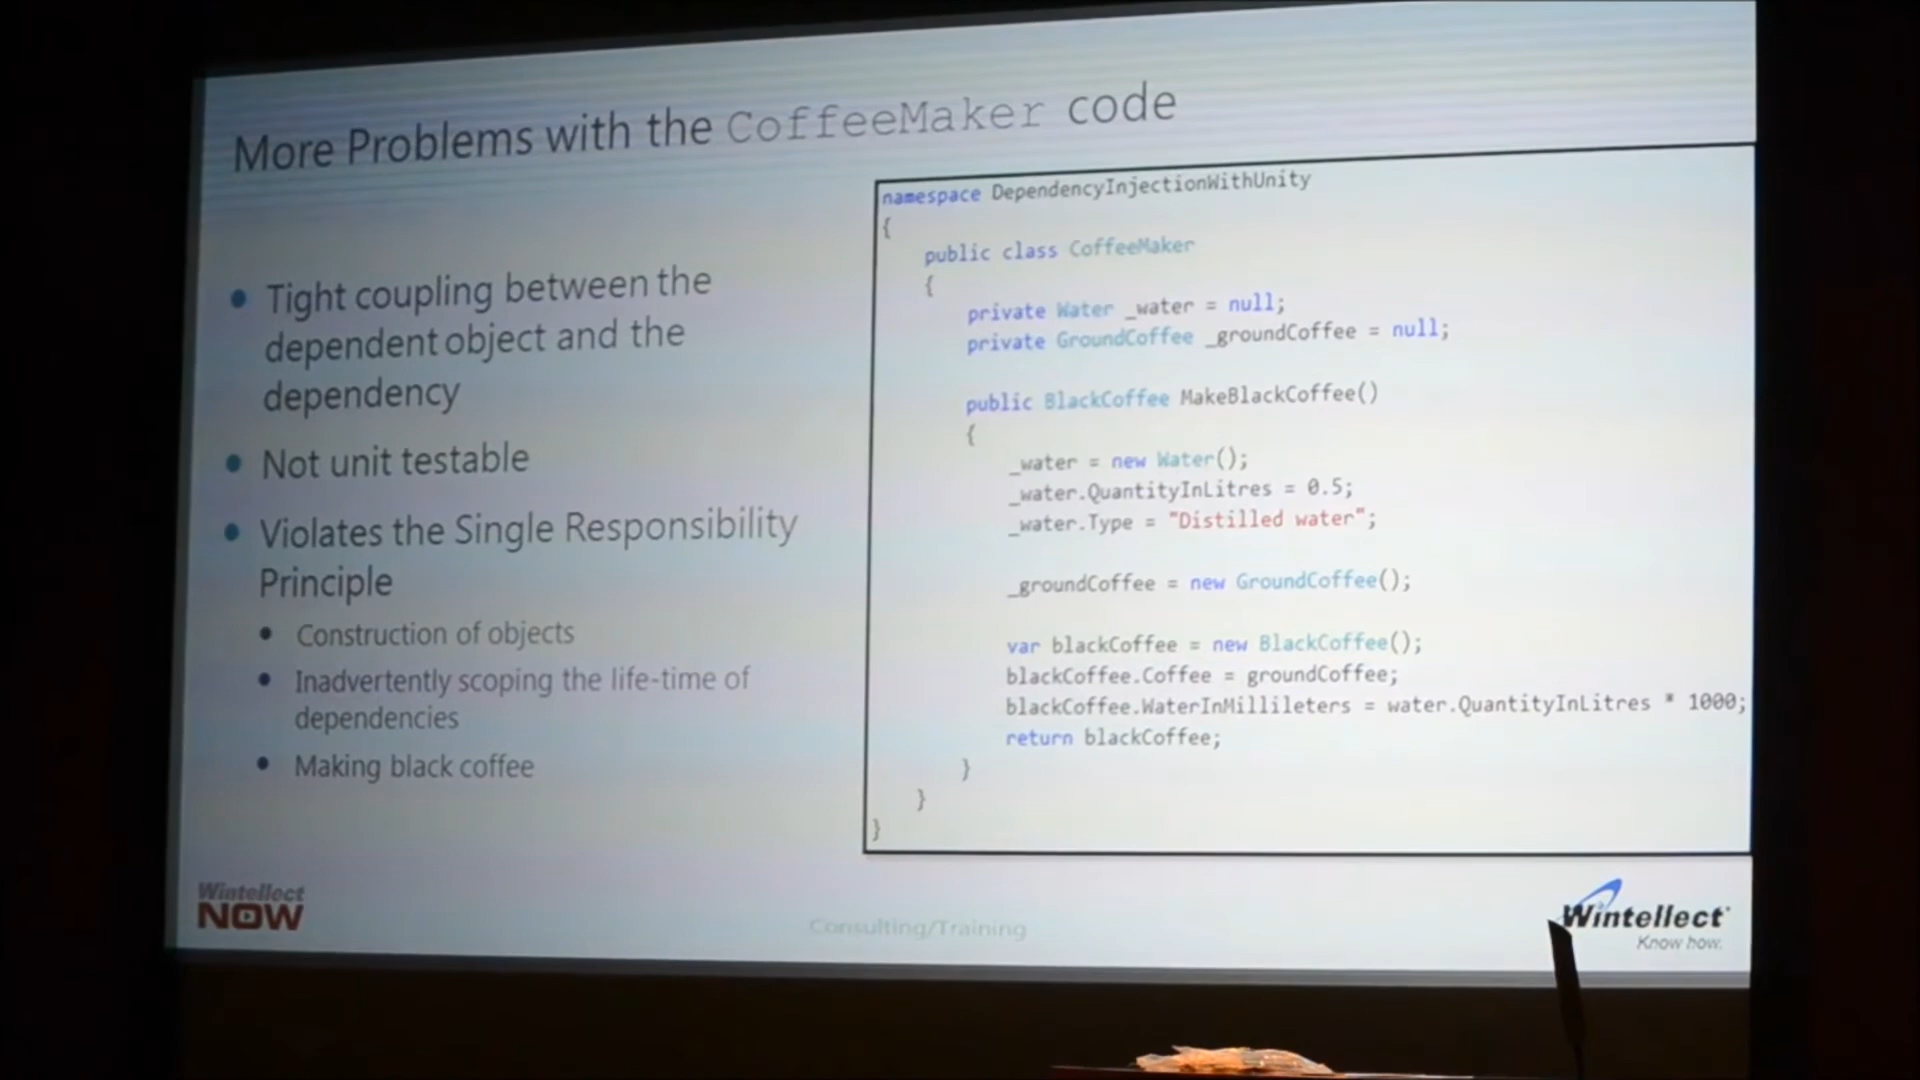 More Problems with the CoffeeMaker code
• Tight coupling between the
dependent object and the
dependency
• Not unit testable
• Violates the Single Responsibility
Principle
• Construction of objects
• Inadvertently scoping the life-time of
dependencies
• Making black coffee
namespace DependencyInjectionWithUnity
{
public class CoffeeMaker
{
private Water _water = null;
private GroundCoffee _groundCoffee = null;
public BlackCoffee MakeBlackCoffee()
{
_water = new Water();
_water.QuantityInLitres = 0.5;
_water.Type = "Distilled water";
_groundCoffee = new GroundCoffee();
var blackCoffee = new BlackCoffee();
blackCoffee.Coffee = groundCoffee;
blackCoffee.WaterInMillileters = water.QuantityInLitres * 1000;
return blackCoffee;
}
}
}
Wintellect
NOW
Consulting/Training
Wintellect
Know how.